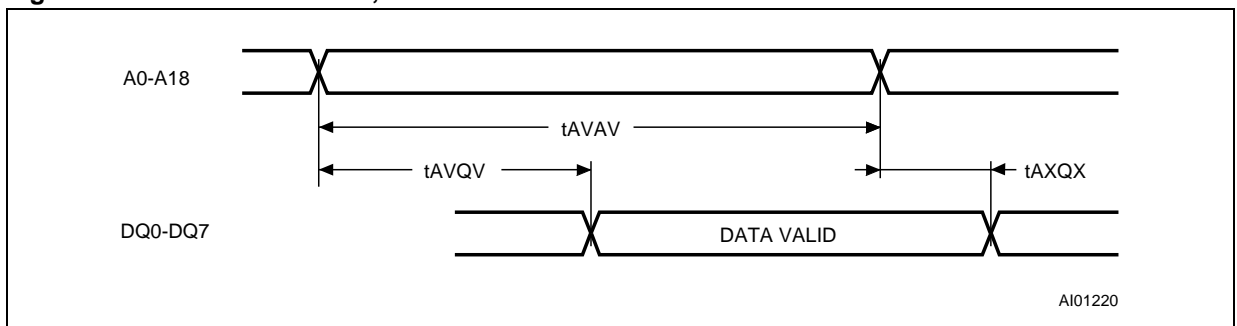 A0-A18
tAVAV
tAVQV
tAXQX
DQ0-DQ7
DATA VALID
AI01220